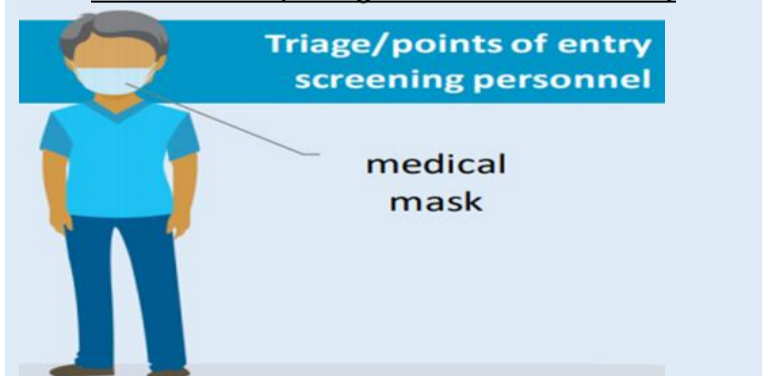 Triage/points of entry
screening personnel
medical
mask